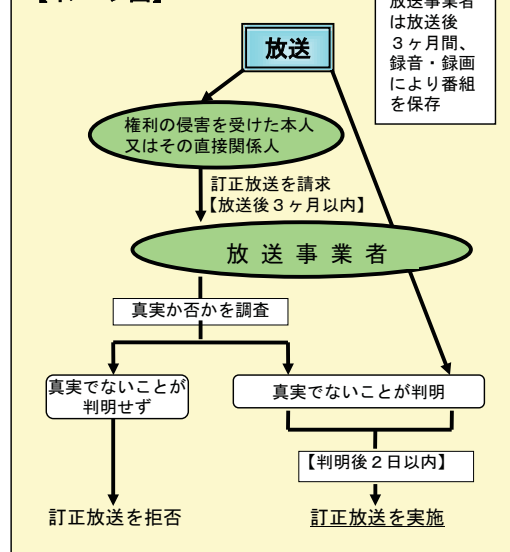 放送事業者
は放送後
３ヶ月間、
録音・録画
により番組
を保存
放送
権利の侵害を受けた本人
又はその直接関係人
訂正放送を請求
【放送後３ヶ月以内】
放送事業者
真実か否かを調査
真実でないことが
判明せず
真実でないことが判明
【判明後２日以内】
訂正放送を拒否
訂正放送を実施